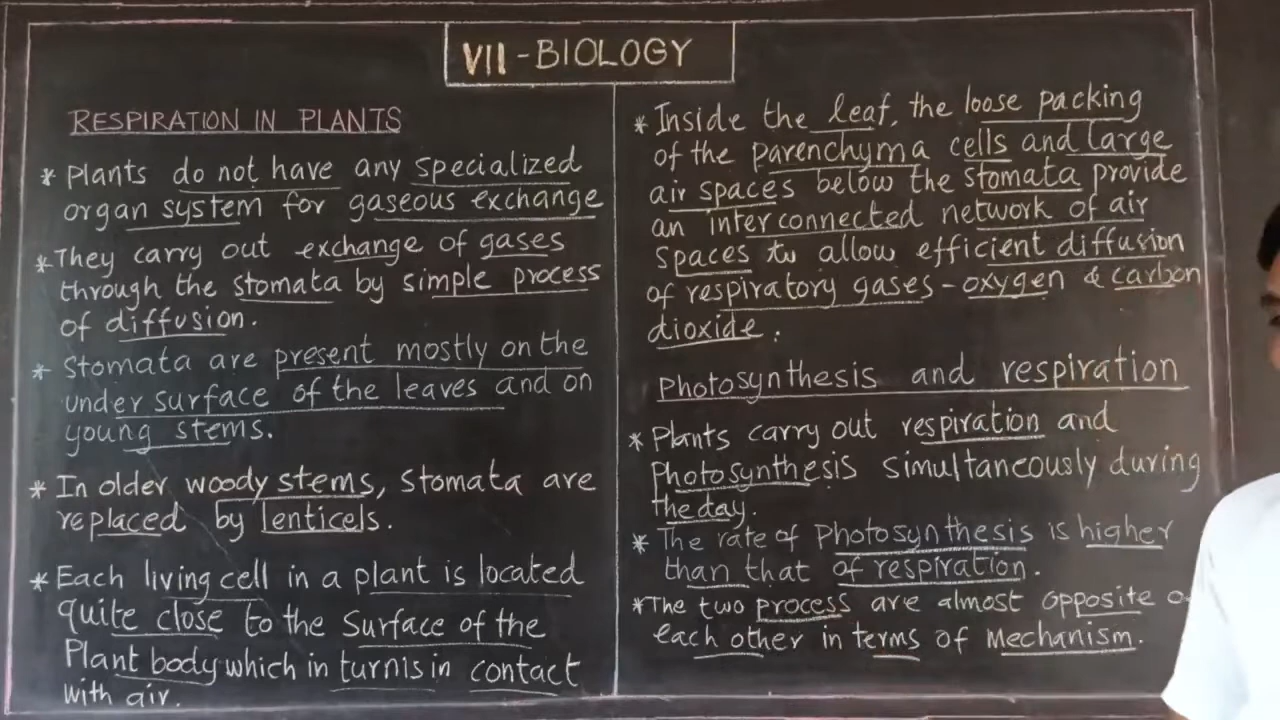 VII - BIOLOGY
RESPIRATION IN PLANTS
* Plants do not have any specialized
organ system for gaseous exchange
* They carry out exchange of gases
through the stomata by simple process
of diffusion.
* Stomata are present mostly on the
under surface of the leaves and on
young stems.
* In older woody stems, stomata are
replaced by lenticels.
* Each living cell in a plant is located
quite close to the surface of the
Plant body which in turn is in contact
with air.
* Inside the leaf, the loose packing
of the parenchyma cells and large
air spaces below the stomata provide
an interconnected network of air
spaces to allow efficient diffusion
of respiratory gases - oxygen & carbon
dioxide.
Photosynthesis and respiration
* Plants carry out respiration and
Photosynthesis simultaneously during
the day.
* The rate of Photosynthesis is higher
than that of respiration.
* The two process are almost opposite
each other in terms of Mechanism.